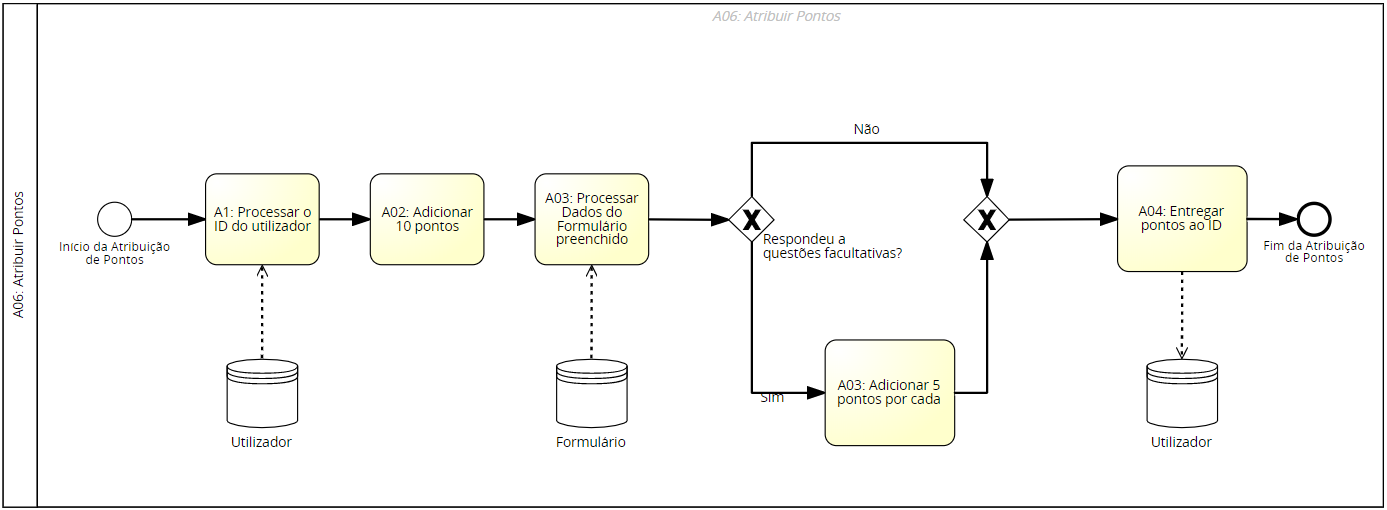 A06: Atribuir Pontos
A06: Atribuir Pontos
Início da Atribuição
de Pontos
A1: Processar o
ID do utilizador
Utilizador
A02: Adicionar
10 pontos
A03: Processar
Dados do
Formulário
preenchido
Formulário
Respondeu a
questões facultativas?
Não
Sim
A03: Adicionar 5
pontos por cada
A04: Entregar
pontos ao ID
Utilizador
Fim da Atribuição
de Pontos